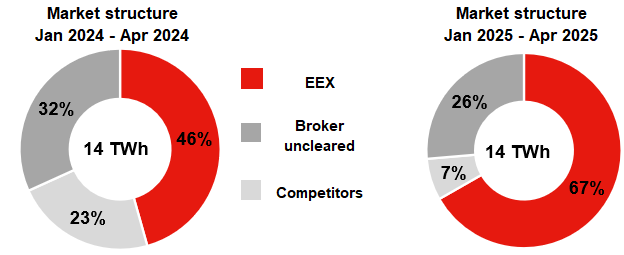 Market structure
Jan 2024 - Apr 2024
32%
46%
14 TWh
23%
EEX
Broker
uncleared
Competitors
Market structure
Jan 2025 - Apr 2025
26%
14 TWh
7%
67%